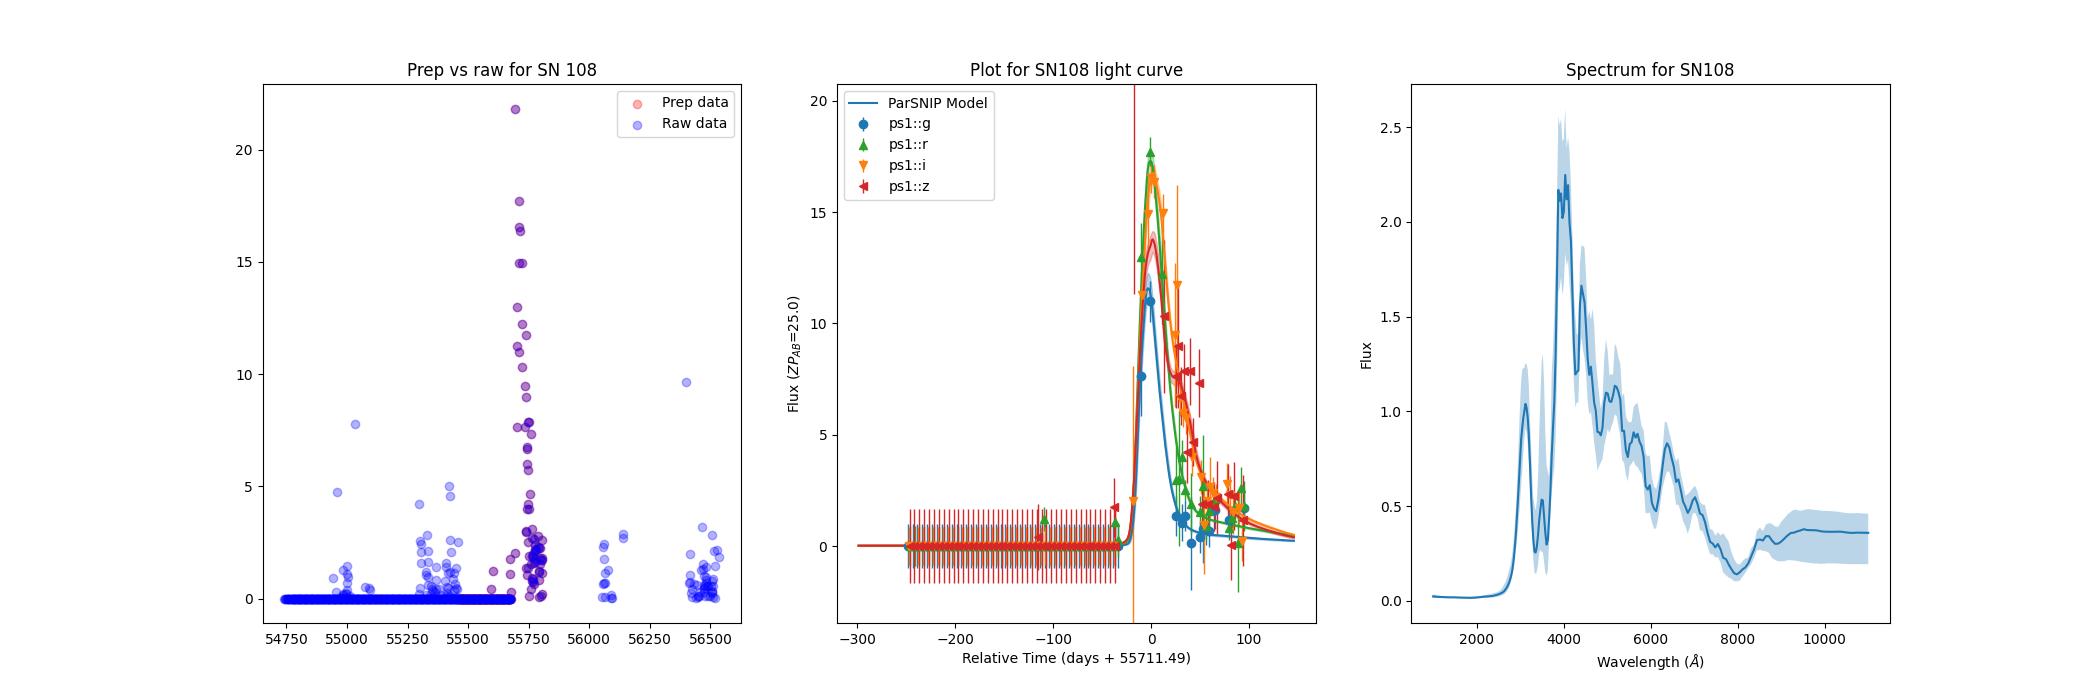 Prep vs raw for SN 108
Prep data
Raw data
20
15
10
5
0
54750 55000 55250 55500 55750 56000 56250 56500
Plot for SN108 light curve
ParSNIP Model
ps1::g
ps1::r
ps1::i
ps1::z
Flux (ZP_AB=25.0)
20
15
10
5
0
−300 −200 −100 0 100
Relative Time (days + 55711.49)
Spectrum for SN108
Flux
2.5
2.0
1.5
1.0
0.5
0.0
2000 4000 6000 8000 10000
Wavelength (Å)